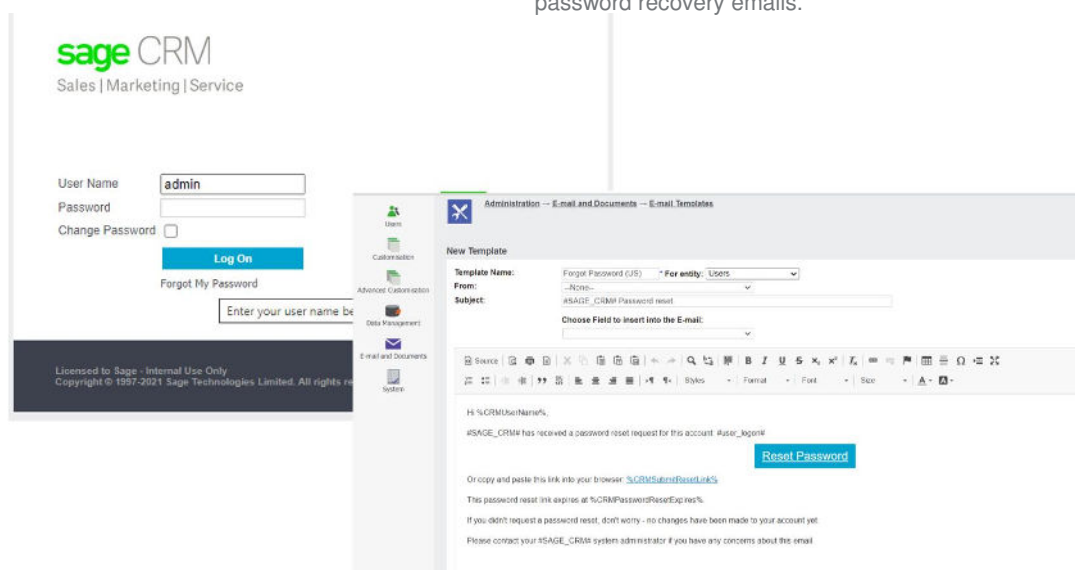 password recovery emails.
sage CRM
Sales | Marketing | Service
User Name admin
Password
Change Password
Log On
Forgot My Password
Enter your user name be
Licensed to Sage - Internal Use Only
Copyright © 1997-2021 Sage Technologies Limited. All rights re
Users
Customisation
Advanced Customisation
Data Management
E-mail and Documents
System
Administration → E-mail and Documents → E-mail Templates
New Template
Template Name: Forgot Password (US) * For entity: Users
From: --None--
Subject: #SAGE_CRM# Password reset
Choose Field to insert into the E-mail:
Source
Styles Format Font Size
Hi %CRMUserName%,
#SAGE_CRM# has received a password reset request for this account: #user_logon#
Reset Password
Or copy and paste this link into your browser: %CRMSubmitResetLink%
This password reset link expires at %CRMPasswordResetExpires%
If you didn't request a password reset, don't worry - no changes have been made to your account yet.
Please contact your #SAGE_CRM# system administrator if you have any concerns about this email